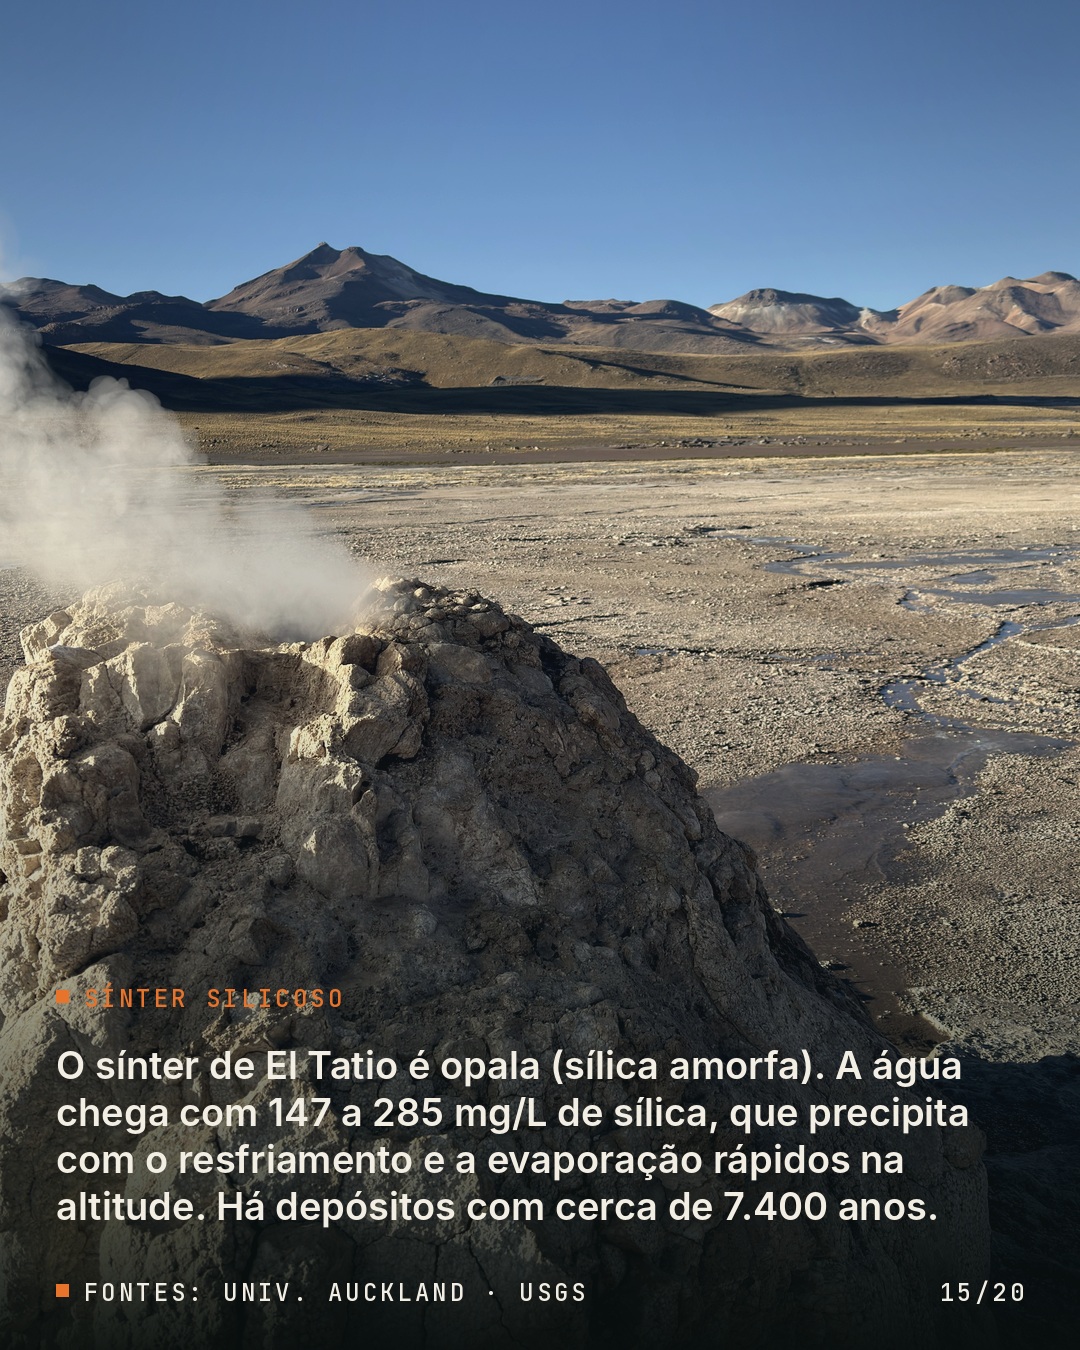 SÍNTER SILICOSO
O sínter de El Tatio é opala (sílica amorfa). A água
chega com 147 a 285 mg/L de sílica, que precipita
com o resfriamento e a evaporação rápidos na
altitude. Há depósitos com cerca de 7.400 anos.
FONTES: UNIV. AUCKLAND · USGS
15/20